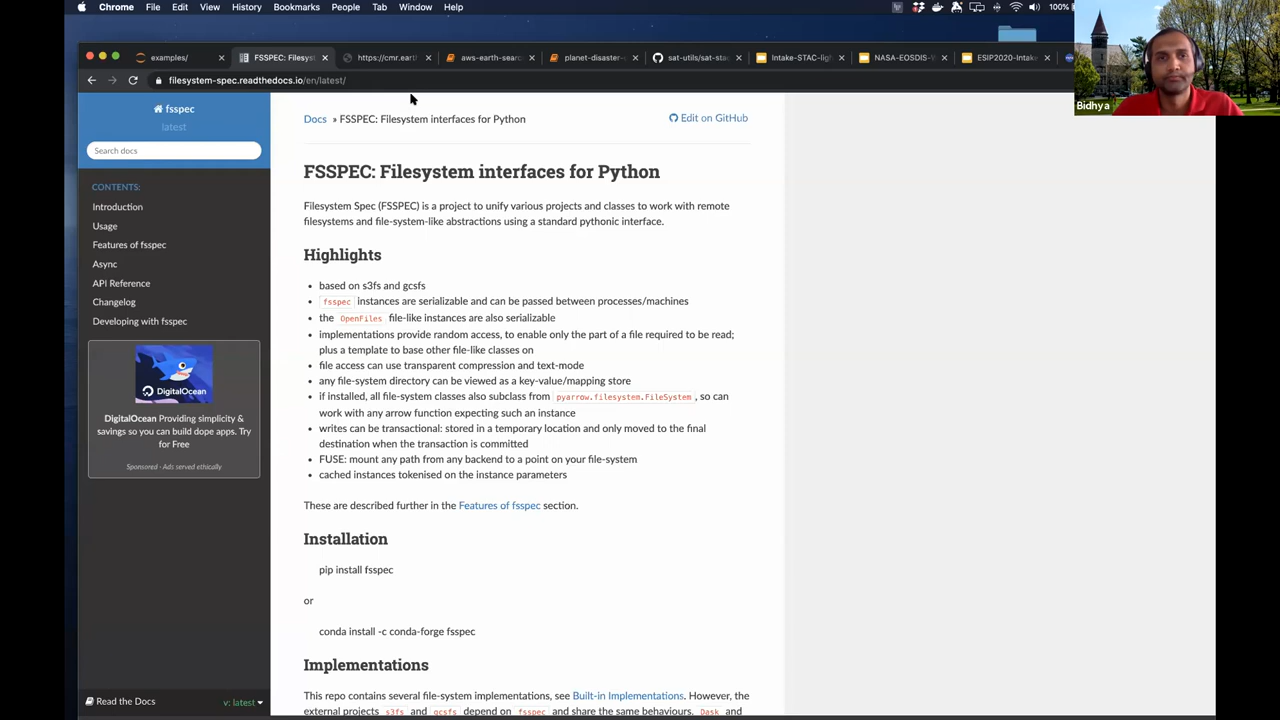 Chrome File Edit View History Bookmarks People Tab Window Help
100%
examples/
FSSPEC: Filesyst
https://cmr.earth
aws-earth-searc
planet-disaster-
sat-utils/sat-sta
Intake-STAC-ligh
NASA-EOSDIS-W
ESIP2020-Intake
filesystem-spec.readthedocs.io/en/latest/
Bidhya
fsspec
latest
Search docs
CONTENTS:
Introduction
Usage
Features of fsspec
Async
API Reference
Changelog
Developing with fsspec
DigitalOcean
DigitalOcean Providing simplicity &
savings so you can build dope apps. Try
for Free
Sponsored · Ads served ethically
Read the Docs
v: latest
Docs » FSSPEC: Filesystem interfaces for Python
Edit on GitHub
FSSPEC: Filesystem interfaces for Python
Filesystem Spec (FSSPEC) is a project to unify various projects and classes to work with remote
filesystems and file-system-like abstractions using a standard pythonic interface.
Highlights
• based on s3fs and gcsfs
• fsspec instances are serializable and can be passed between processes/machines
• the OpenFiles file-like instances are also serializable
• implementations provide random access, to enable only the part of a file required to be read;
plus a template to base other file-like classes on
• file access can use transparent compression and text-mode
• any file-system directory can be viewed as a key-value/mapping store
• if installed, all file-system classes also subclass from pyarrow.filesystem.FileSystem, so can
work with any arrow function expecting such an instance
• writes can be transactional: stored in a temporary location and only moved to the final
destination when the transaction is committed
• FUSE: mount any path from any backend to a point on your file-system
• cached instances tokenised on the instance parameters
These are described further in the Features of fsspec section.
Installation
pip install fsspec
or
conda install -c conda-forge fsspec
Implementations
This repo contains several file-system implementations, see Built-in Implementations. However, the
external projects s3fs and gcsfs depend on fsspec and share the same behaviours. Dask and